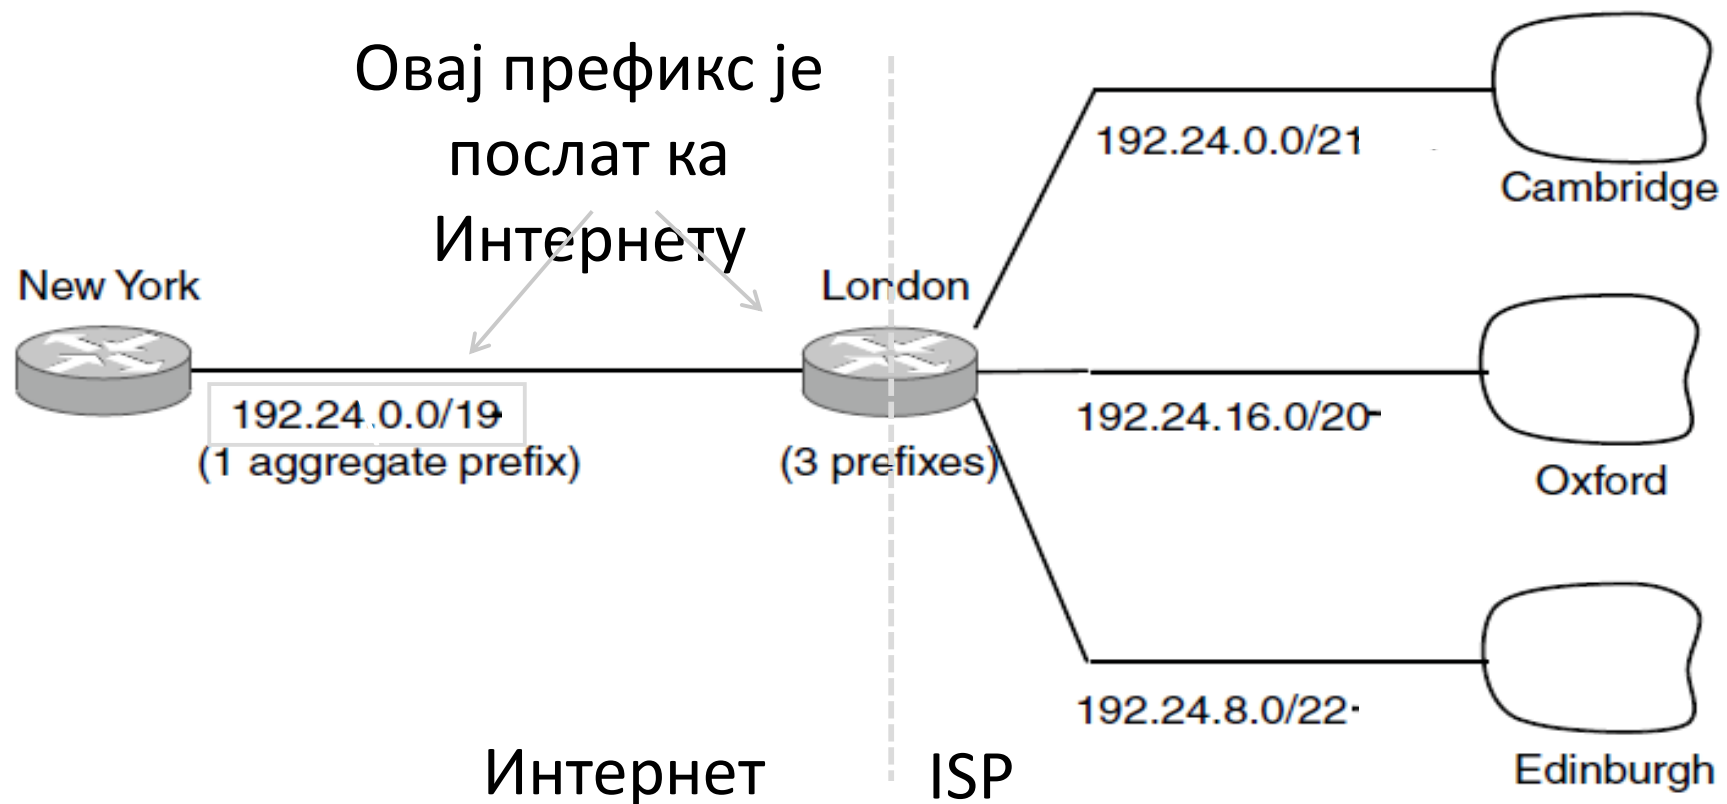 Овај префикс је
послат ка
Интернету
192.24.0.0/21
Cambridge
New York
London
192.24.0.0/19
(1 aggregate prefix)
(3 prefixes)
192.24.16.0/20
Oxford
192.24.8.0/22
Edinburgh
Интернет
ISP